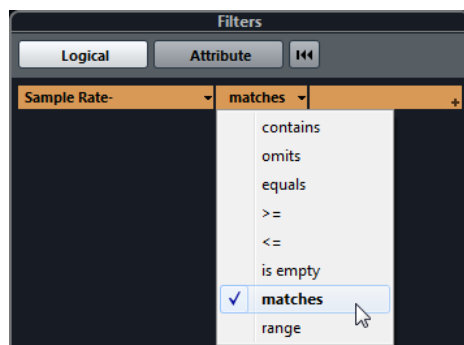 Filters
Logical Attribute
Sample Rate- matches +
contains
omits
equals
>=
<=
is empty
✓ matches
range